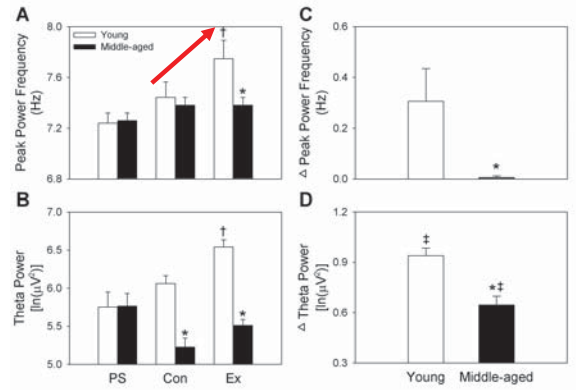 A
8.0
7.6
7.2
6.8
Peak Power Frequency
(Hz)
Young
Middle-aged
†
*
C
0.6
0.4
0.2
0.0
△ Peak Power Frequency
(Hz)
*
B
7.0
6.5
6.0
5.5
5.0
Theta Power
[ln(μV²)]
†
*
*
PS Con Ex
D
1.2
0.9
0.6
0.3
△ Theta Power
[ln(μV²)]
‡
*‡
Young Middle-aged